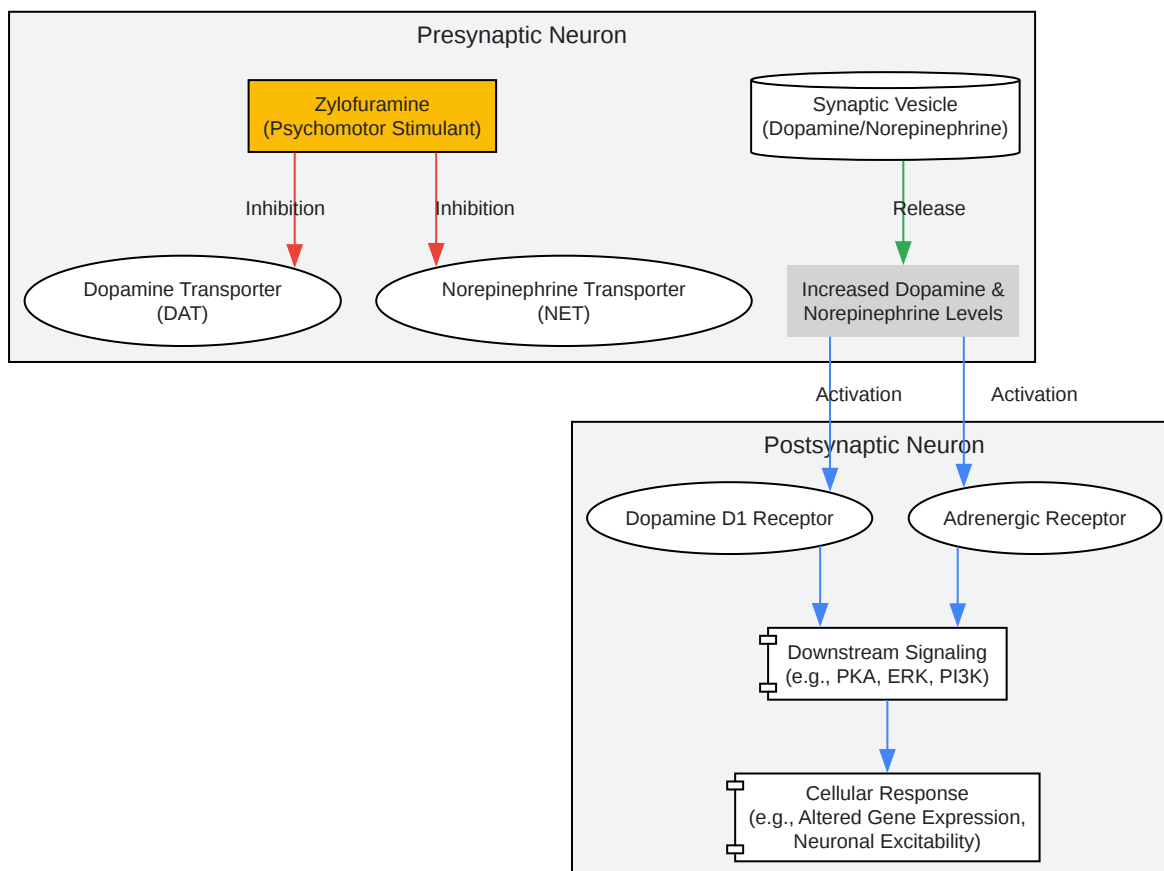 Presynaptic Neuron
Zylofuramine
(Psychomotor Stimulant)
Synaptic Vesicle
(Dopamine/Norepinephrine)
Inhibition
Inhibition
Release
Dopamine Transporter
(DAT)
Norepinephrine Transporter
(NET)
Increased Dopamine &
Norepinephrine Levels
Activation
Activation
Postsynaptic Neuron
Dopamine D1 Receptor
Adrenergic Receptor
Downstream Signaling
(e.g., PKA, ERK, PI3K)
Cellular Response
(e.g., Altered Gene Expression,
Neuronal Excitability)